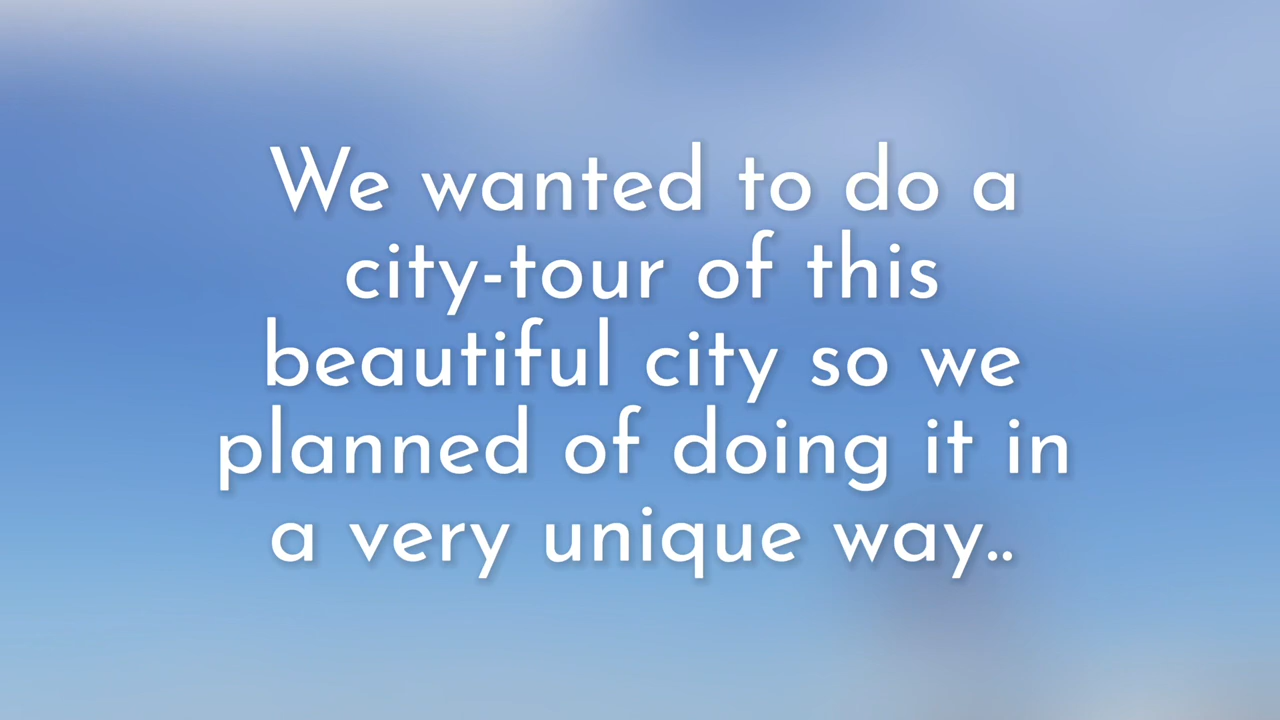 We wanted to do a
city-tour of this
beautiful city so we
planned of doing it in
a very unique way..